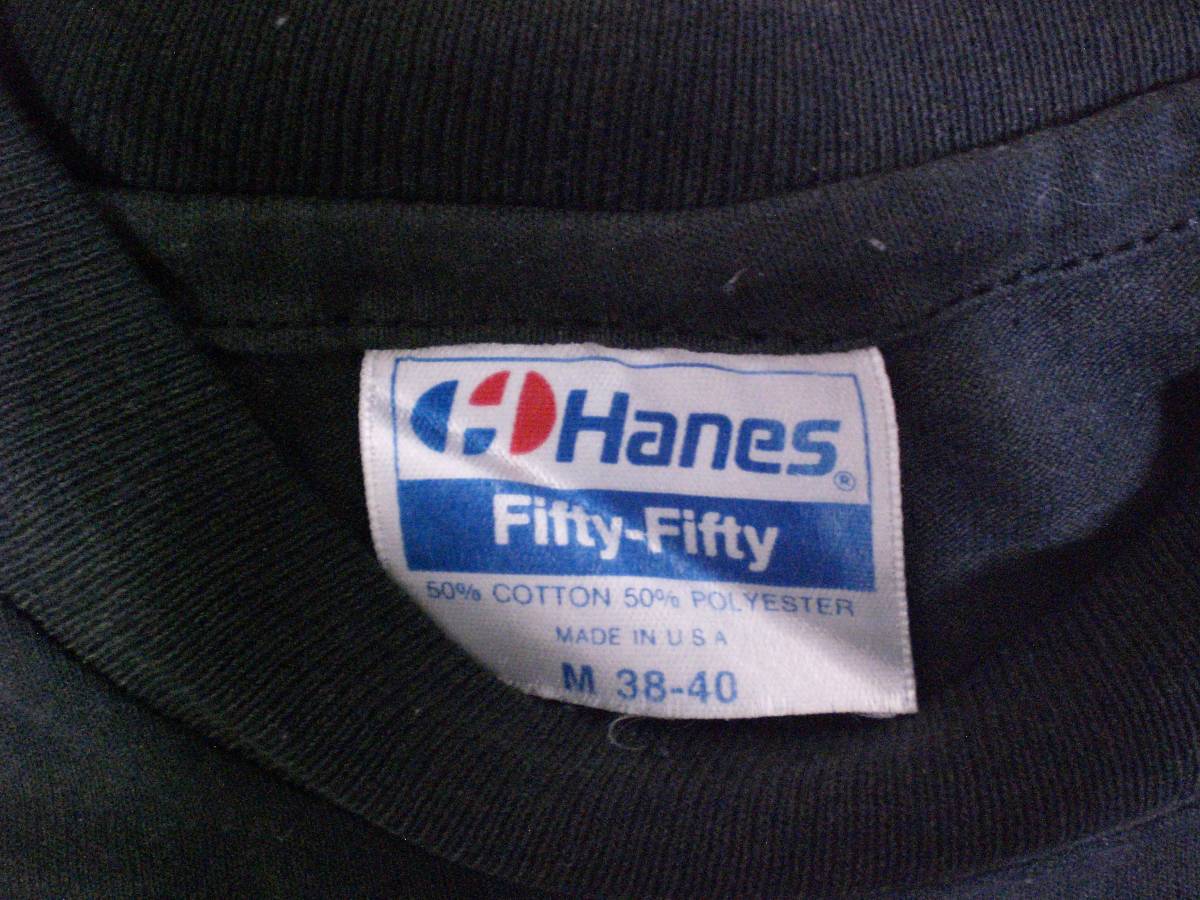 Hanes®
Fifty-Fifty
50% COTTON 50% POLYESTER
MADE IN U S A
M 38-40